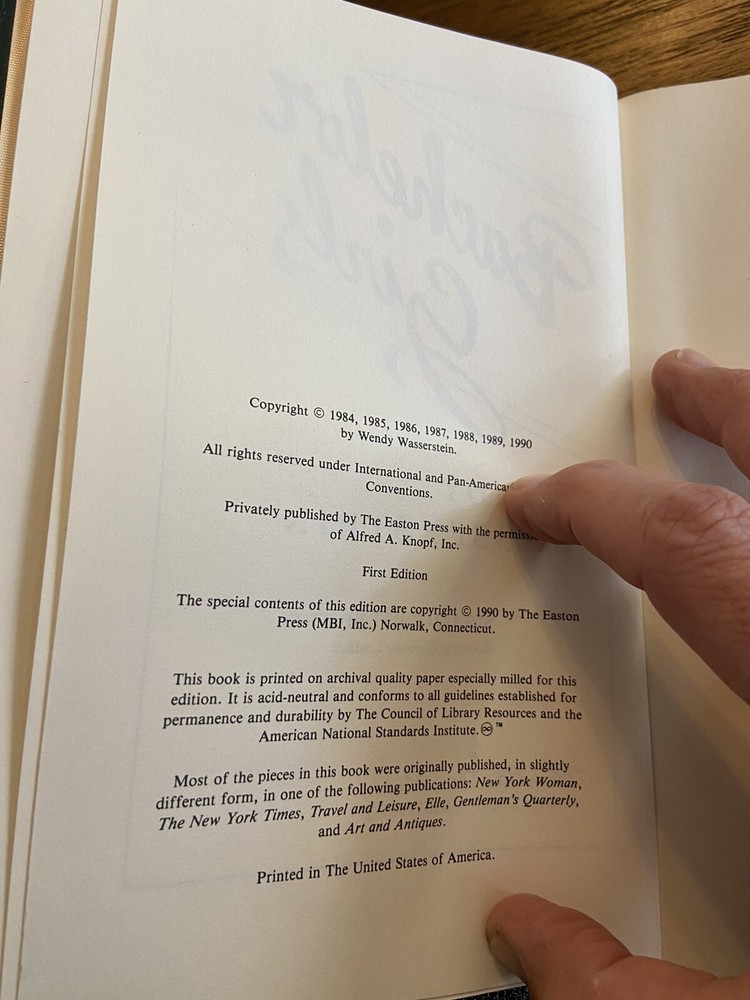 Bachelor
Girls
Copyright © 1984, 1985, 1986, 1987, 1988, 1989, 1990
by Wendy Wasserstein.
All rights reserved under International and
Conventions.
Privately published by The Easton Press with the
of Alfred A. Knopf, Inc.
First Edition
The special contents of this edition are copyright © 1990 by The Easton
Press (MBI, Inc.) Norwalk, Connecticut.
This book is printed on archival quality paper especially milled for this
edition. It is acid-neutral and conforms to all guidelines established for
permanence and durability by The Council of Library Resources and the
American National Standards Institute.♾™
Most of the pieces in this book were originally published, in slightly
different form, in one of the following publications: New York Woman,
The New York Times, Travel and Leisure, Elle, Gentleman's Quarterly,
and Art and Antiques.
Printed in The United States of America.